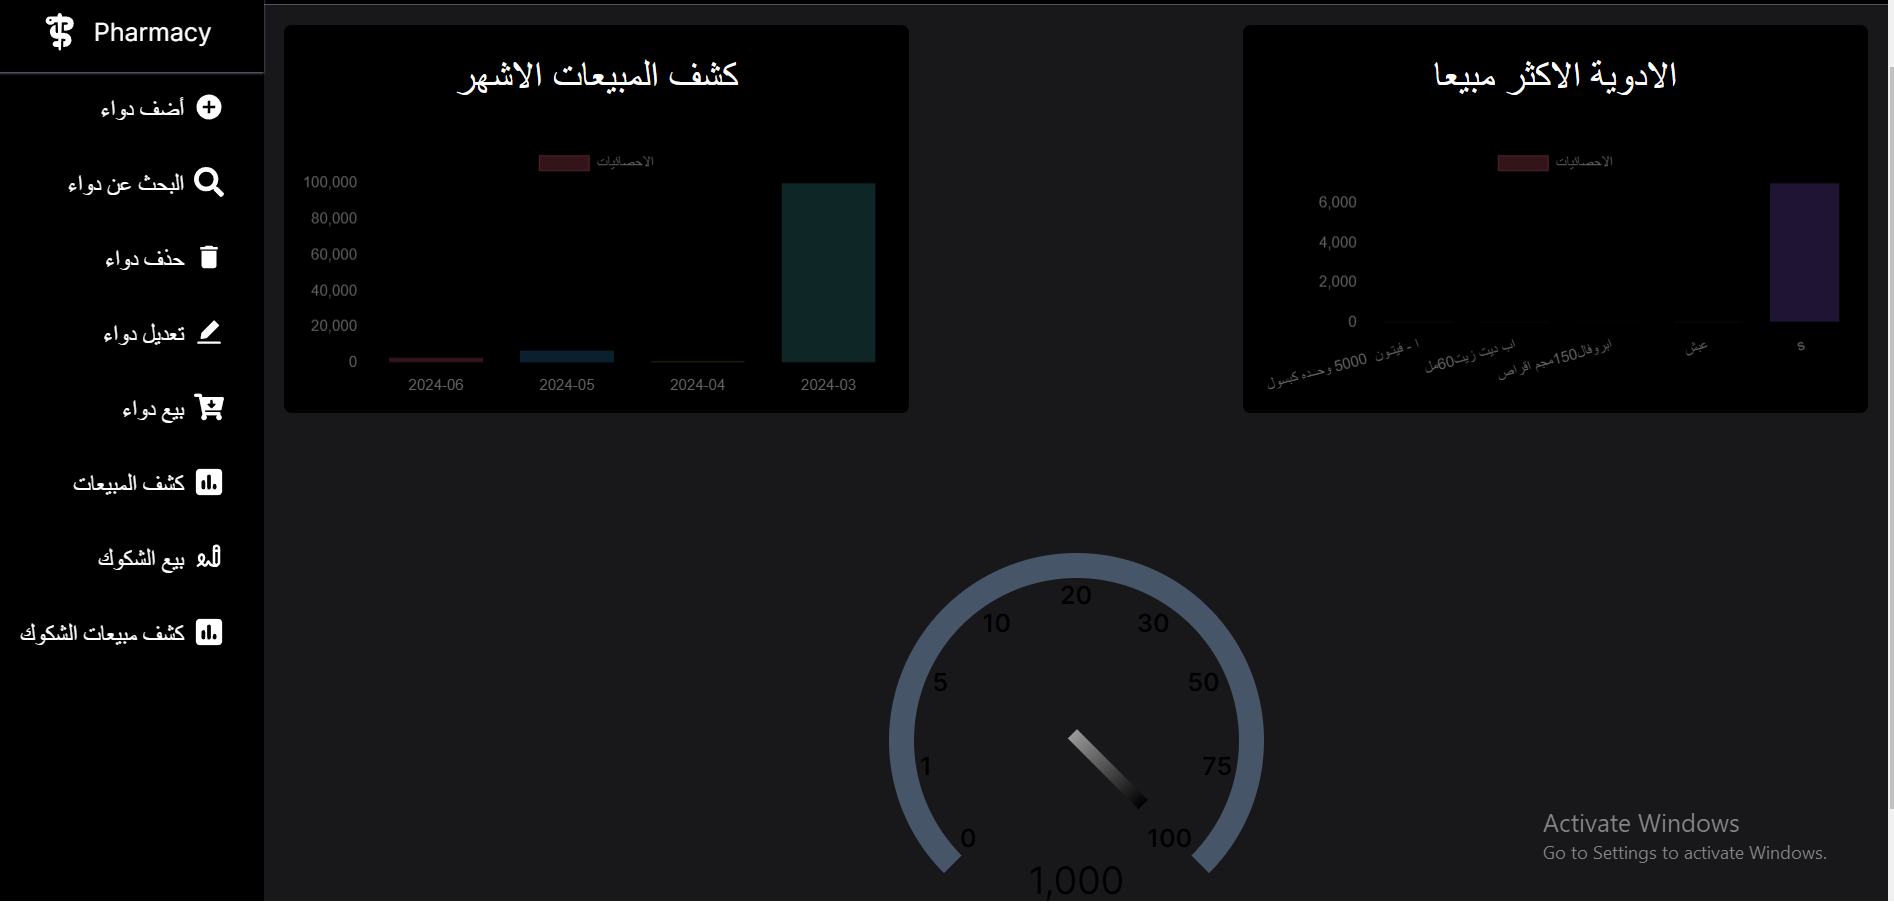 Pharmacy
أضف دواء
البحث عن دواء
حذف دواء
تعديل دواء
بيع دواء
كشف المبيعات
بيع الشكوك
كشف مبيعات الشكوك
الادوية الاكثر مبيعا
الاحصائيات
6,000
4,000
2,000
0
١ - فيتون 5000 وحده كبسول
اب ديت زيت60مل
ابروفال150مجم اقراص
عيش
s
كشف المبيعات الاشهر
الاحصائيات
100,000
80,000
60,000
40,000
20,000
0
2024-06
2024-05
2024-04
2024-03
0
1
5
10
20
30
50
75
100
1,000
Activate Windows
Go to Settings to activate Windows.